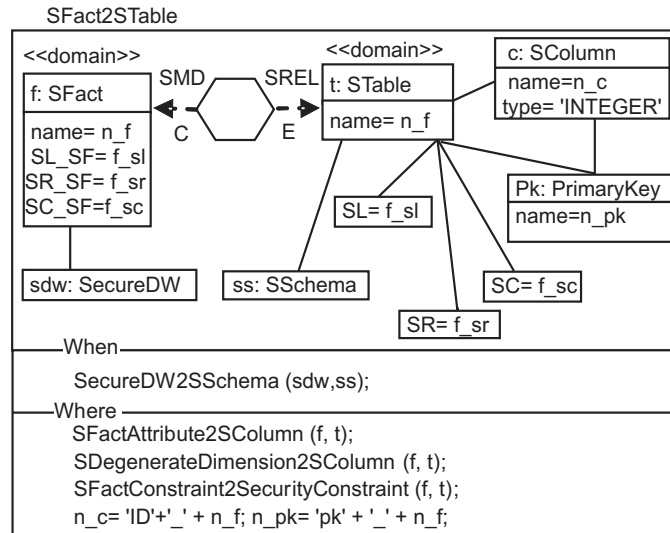 SFact2STable
<<domain>>
f: SFact
name= n_f
SL_SF= f_sl
SR_SF= f_sr
SC_SF=f_sc
sdw: SecureDW
SMD
SREL
C
E
<<domain>>
t: STable
name= n_f
c: SColumn
name=n_c
type= 'INTEGER'
Pk: PrimaryKey
name=n_pk
SL= f_sl
ss: SSchema
SC= f_sc
SR= f_sr
When
SecureDW2SSchema (sdw,ss);
Where
SFactAttribute2SColumn (f, t);
SDegenerateDimension2SColumn (f, t);
SFactConstraint2SecurityConstraint (f, t);
n_c= 'ID'+'_' + n_f; n_pk= 'pk' + '_' + n_f;